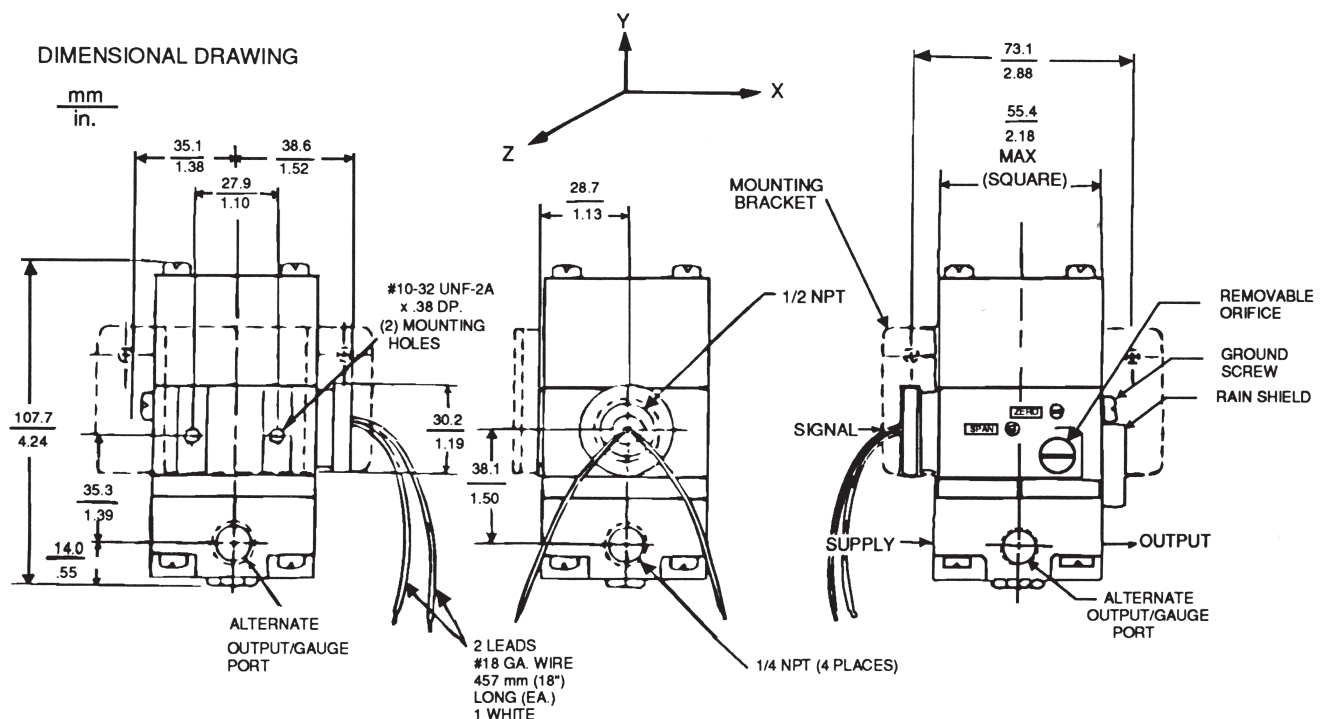 DIMENSIONAL DRAWING
mm
in.
Y
X
Z
35.1
1.38
38.6
1.52
27.9
1.10
107.7
4.24
35.3
1.39
14.0
.55
#10-32 UNF-2A
x .38 DP.
(2) MOUNTING
HOLES
30.2
1.19
ALTERNATE
OUTPUT/GAUGE
PORT
2 LEADS
#18 GA. WIRE
457 mm (18")
LONG (EA.)
1 WHITE
28.7
1.13
1/2 NPT
38.1
1.50
1/4 NPT (4 PLACES)
73.1
2.88
55.4
2.18
MAX
(SQUARE)
MOUNTING
BRACKET
REMOVABLE
ORIFICE
GROUND
SCREW
RAIN SHIELD
ZERO
SPAN
SIGNAL
SUPPLY
OUTPUT
ALTERNATE
OUTPUT/GAUGE
PORT